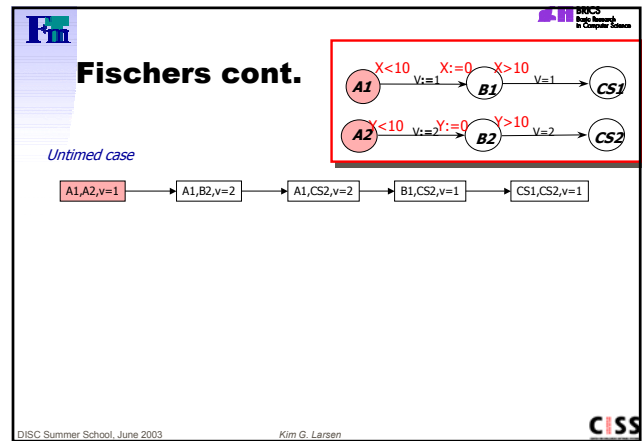 Fm
BRICS
Basic Research
in Computer Science
Fischers cont.
X<10 V:=1 X:=0 X>10 V=1
A1 B1 CS1
Y<10 V:=2 Y:=0 Y>10 V=2
A2 B2 CS2
Untimed case
A1,A2,v=1 A1,B2,v=2 A1,CS2,v=2 B1,CS2,v=1 CS1,CS2,v=1
DISC Summer School, June 2003 Kim G. Larsen
CISS